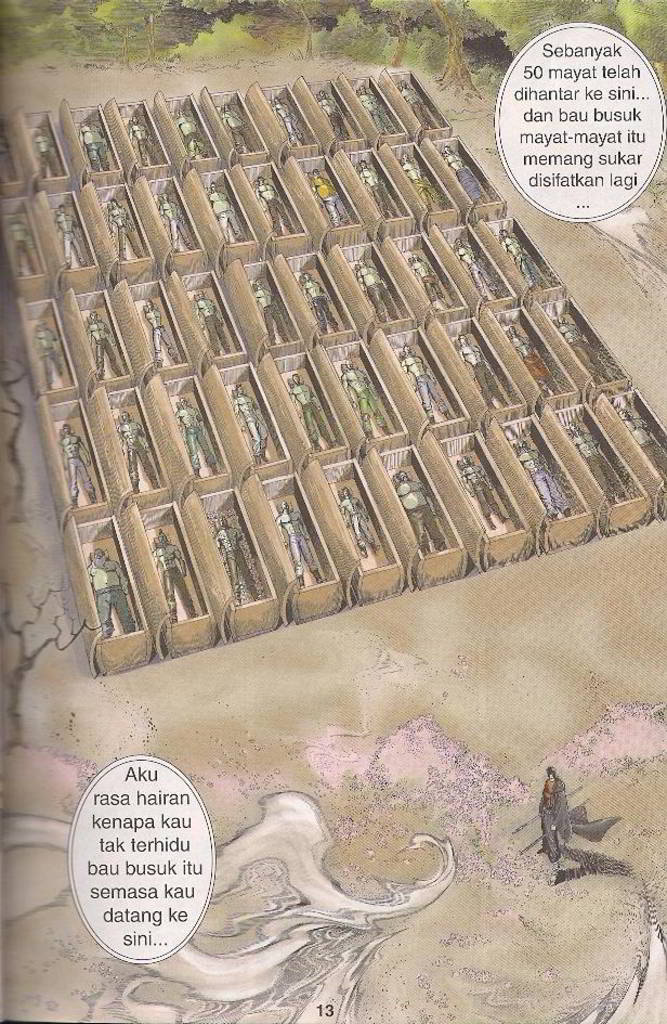 Sebanyak
50 mayat telah
dihantar ke sini...
dan bau busuk
mayat-mayat itu
memang sukar
disifatkan lagi
...
Aku
rasa hairan
kenapa kau
tak terhidu
bau busuk itu
semasa kau
datang ke
sini...
13